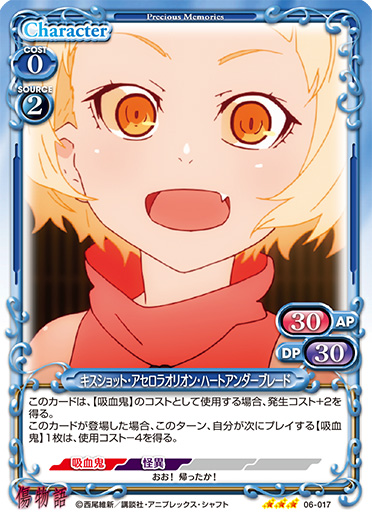 Precious Memories
Character
COST
0
SOURCE
2
30 AP
DP 30
キスショット・アセロラオリオン・ハートアンダーブレード
このカードは、【吸血鬼】のコストとして使用する場合、発生コスト+2を
得る。
このカードが登場した場合、このターン、自分が次にプレイする【吸血
鬼】1枚は、使用コスト-4を得る。
吸血鬼 怪異
おお！ 帰ったか！
傷物語
©西尾維新／講談社・アニプレックス・シャフト
06-017